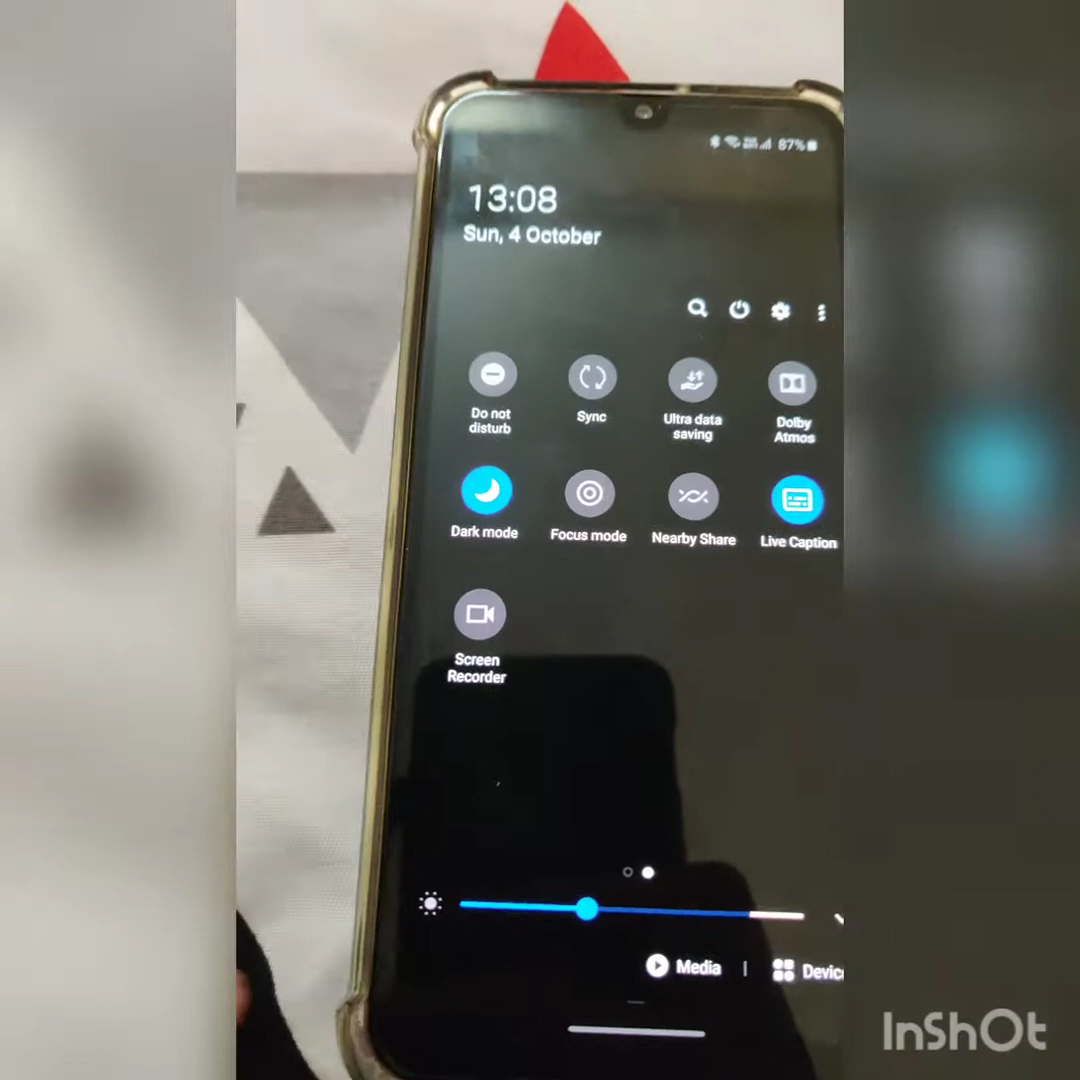 87%
13:08
Sun, 4 October
Do not
disturb
Sync
Ultra data
saving
Dolby
Atmos
Dark mode
Focus mode
Nearby Share
Live Caption
Screen
Recorder
Media
Device
InShOt